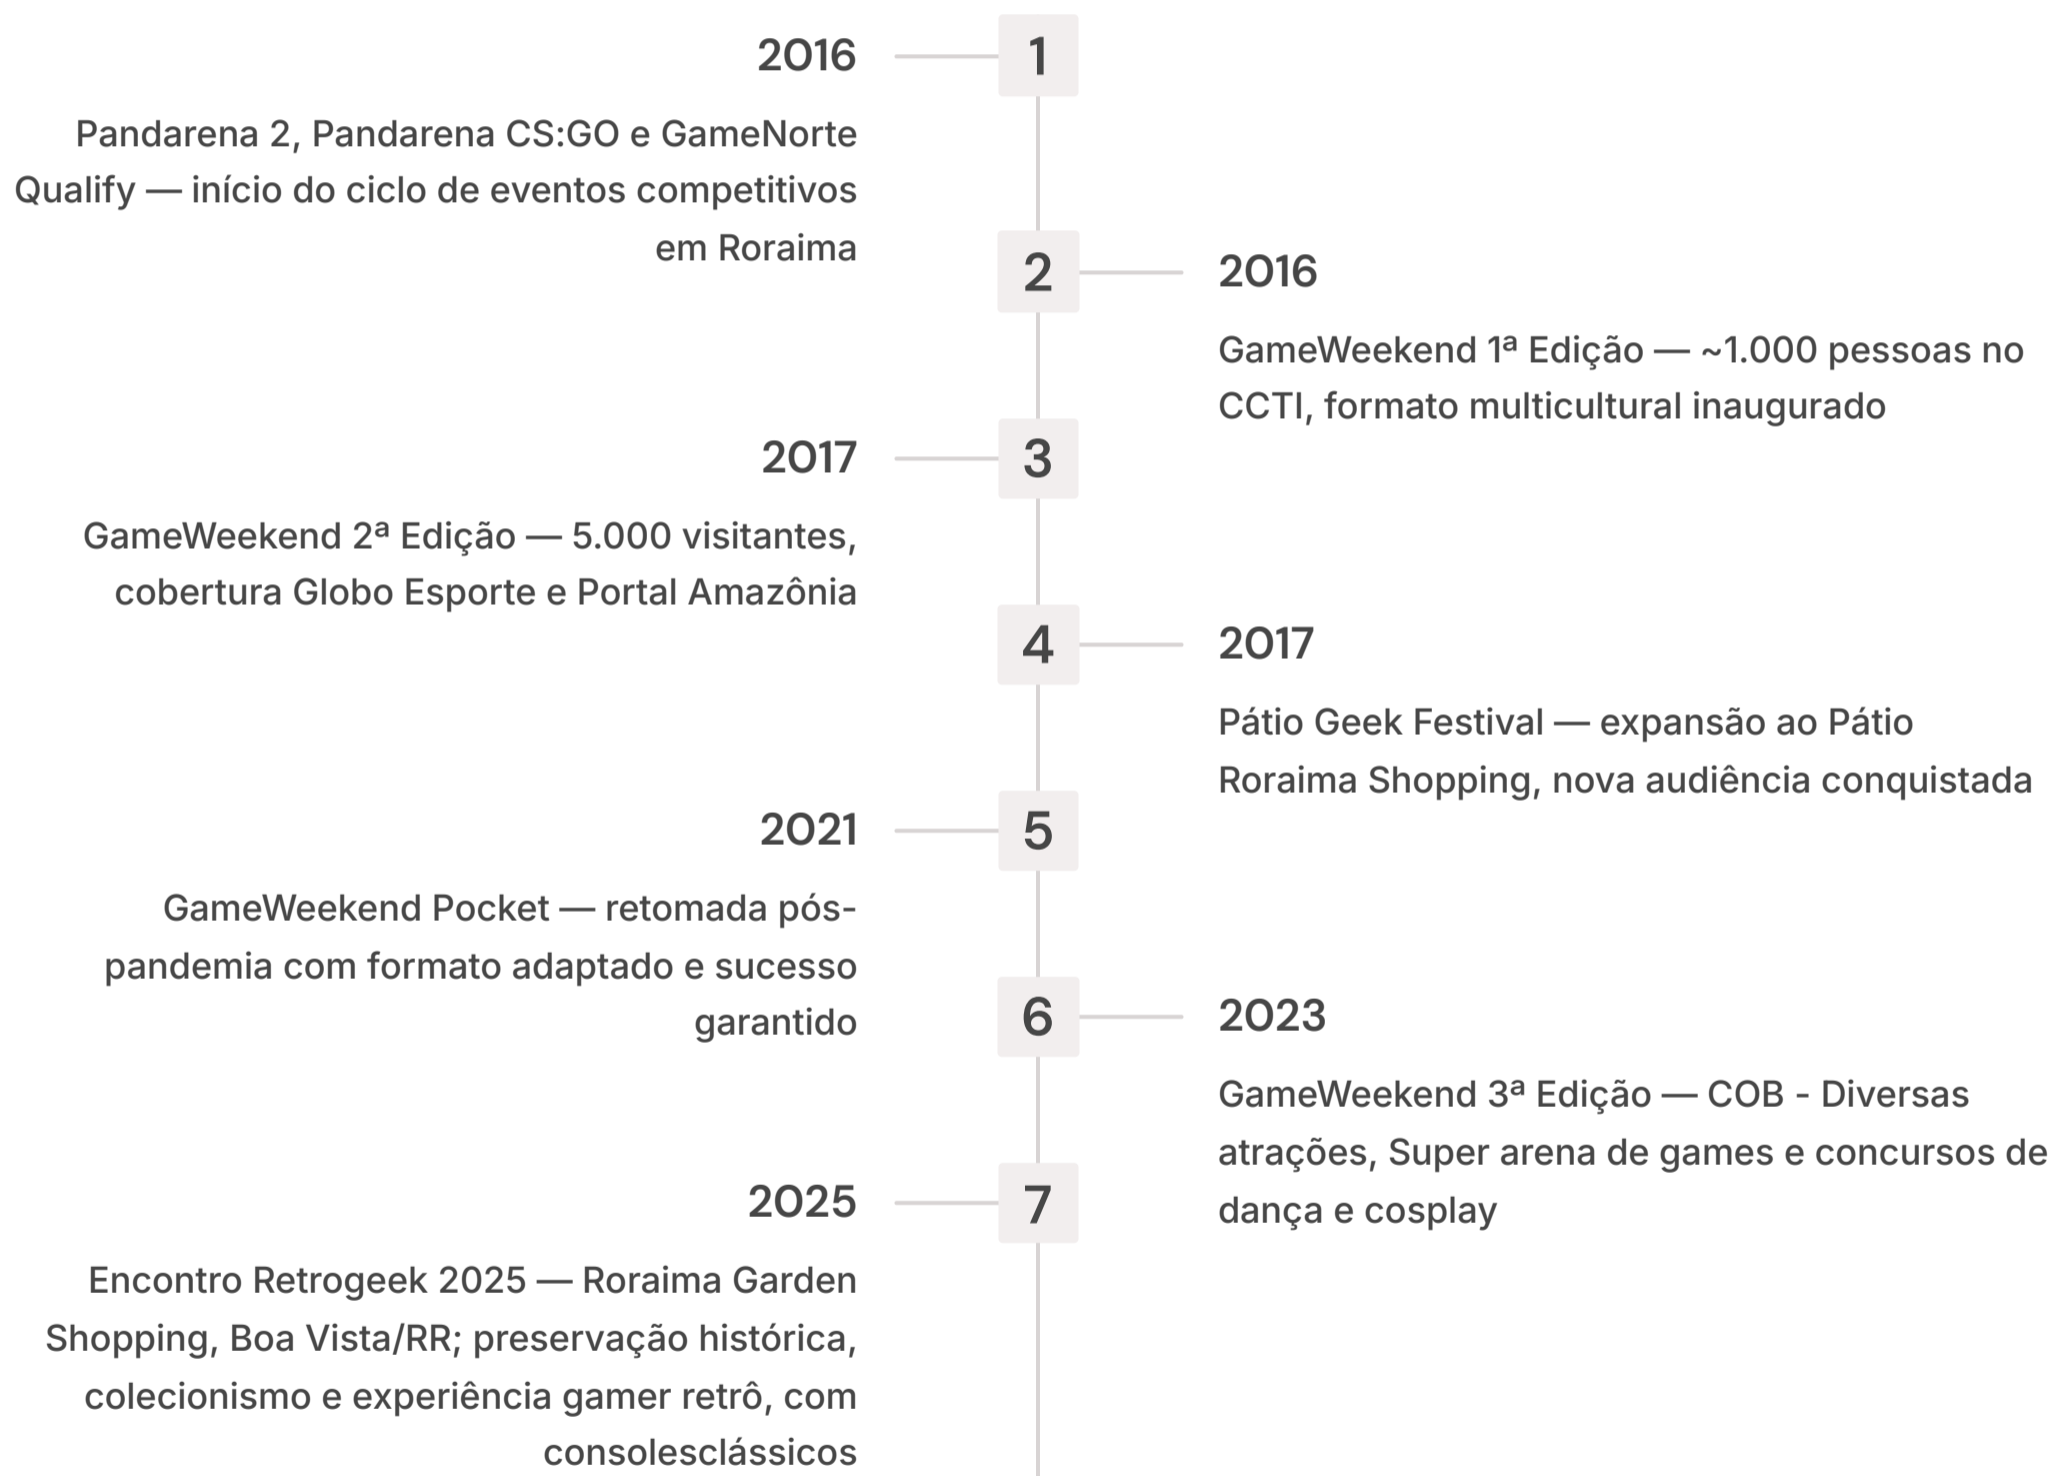 2016
1
Pandarena 2, Pandarena CS:GO e GameNorte
Qualify — início do ciclo de eventos competitivos
em Roraima
2
2016
GameWeekend 1ª Edição — ~1.000 pessoas no
CCTI, formato multicultural inaugurado
2017
3
GameWeekend 2ª Edição — 5.000 visitantes,
cobertura Globo Esporte e Portal Amazônia
4
2017
Pátio Geek Festival — expansão ao Pátio
Roraima Shopping, nova audiência conquistada
2021
5
GameWeekend Pocket — retomada pós-
pandemia com formato adaptado e sucesso
garantido
6
2023
GameWeekend 3ª Edição — COB - Diversas
atrações, Super arena de games e concursos de
dança e cosplay
2025
7
Encontro Retrogeek 2025 — Roraima Garden
Shopping, Boa Vista/RR; preservação histórica,
colecionismo e experiência gamer retrô, com
consolesclássicos